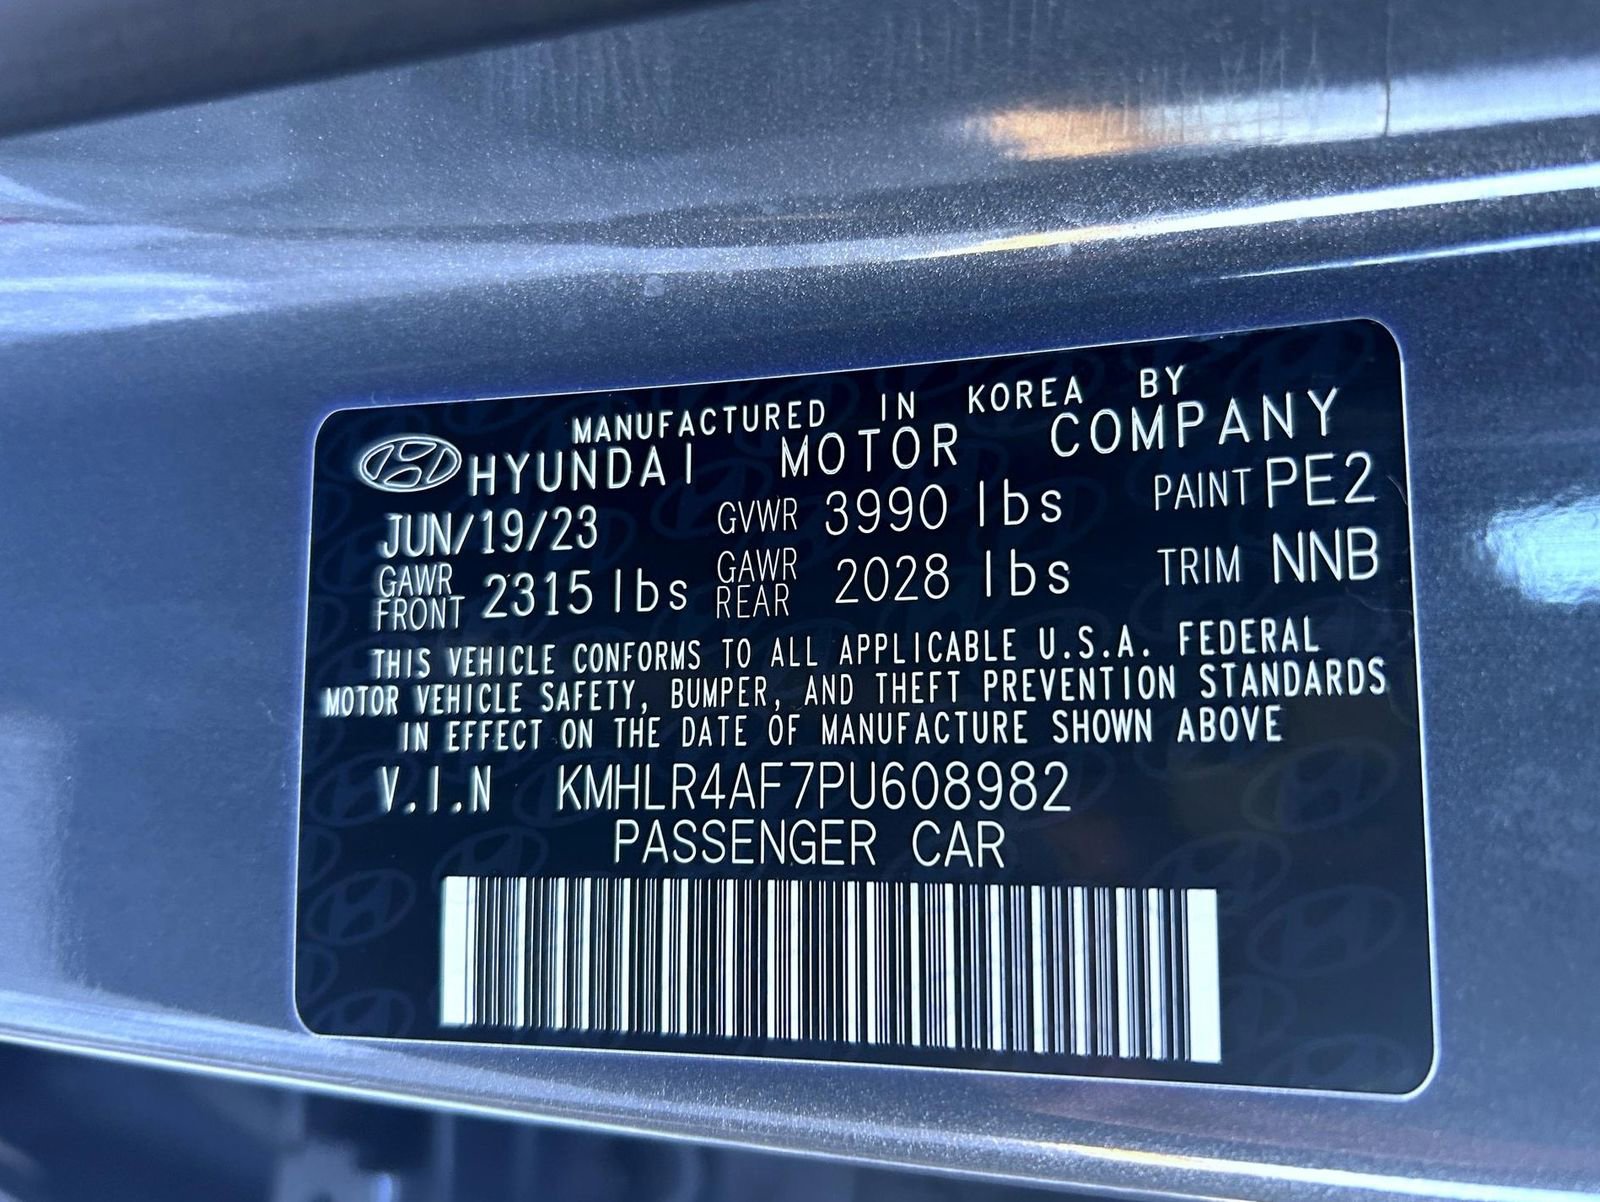 MANUFACTURED IN KOREA BY
HYUNDAI MOTOR COMPANY
JUN/19/23 GVWR 3990 lbs PAINT PE2
GAWR FRONT 2315 lbs GAWR REAR 2028 lbs TRIM NNB
THIS VEHICLE CONFORMS TO ALL APPLICABLE U.S.A. FEDERAL
MOTOR VEHICLE SAFETY, BUMPER, AND THEFT PREVENTION STANDARDS
IN EFFECT ON THE DATE OF MANUFACTURE SHOWN ABOVE
V.I.N KMHLR4AF7PU608982
PASSENGER CAR